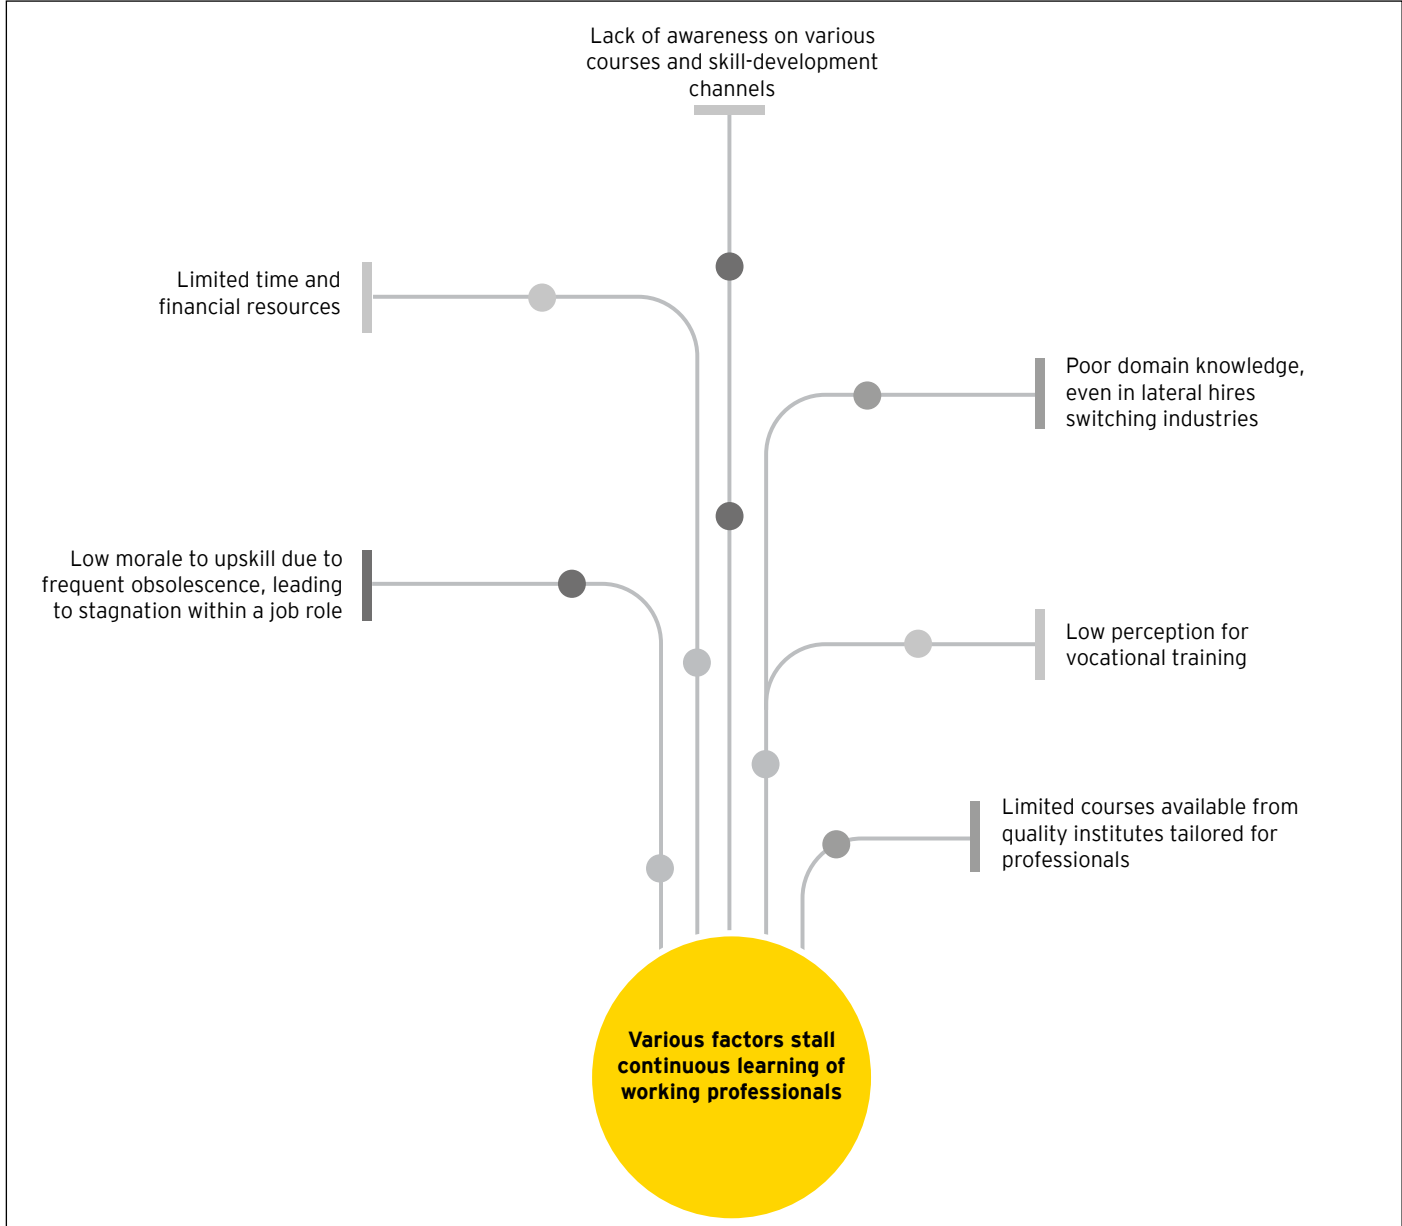 Lack of awareness on various
courses and skill-development
channels
Limited time and
financial resources
Poor domain knowledge,
even in lateral hires
switching industries
Low morale to upskill due to
frequent obsolescence, leading
to stagnation within a job role
Low perception for
vocational training
Limited courses available from
quality institutes tailored for
professionals
Various factors stall
continuous learning of
working professionals